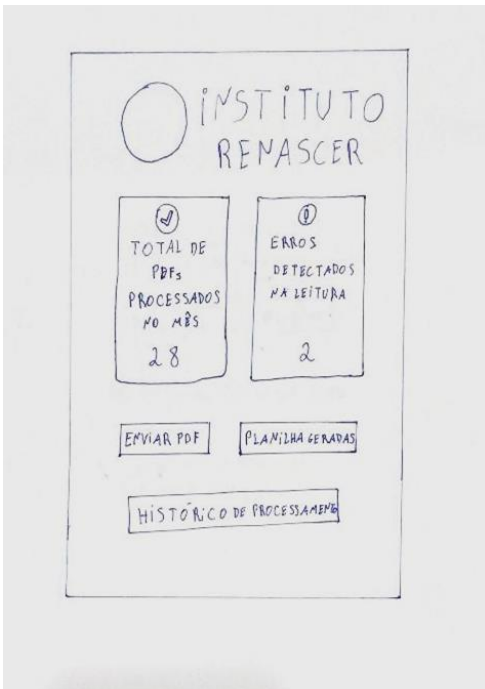 INSTITUTO
RENASCER
TOTAL DE
PDFs
PROCESSADOS
NO MÊS
28
ERROS
DETECTADOS
NA LEITURA
2
ENVIAR PDF
PLANILHA GERADAS
HISTÓRICO DE PROCESSAMENTO